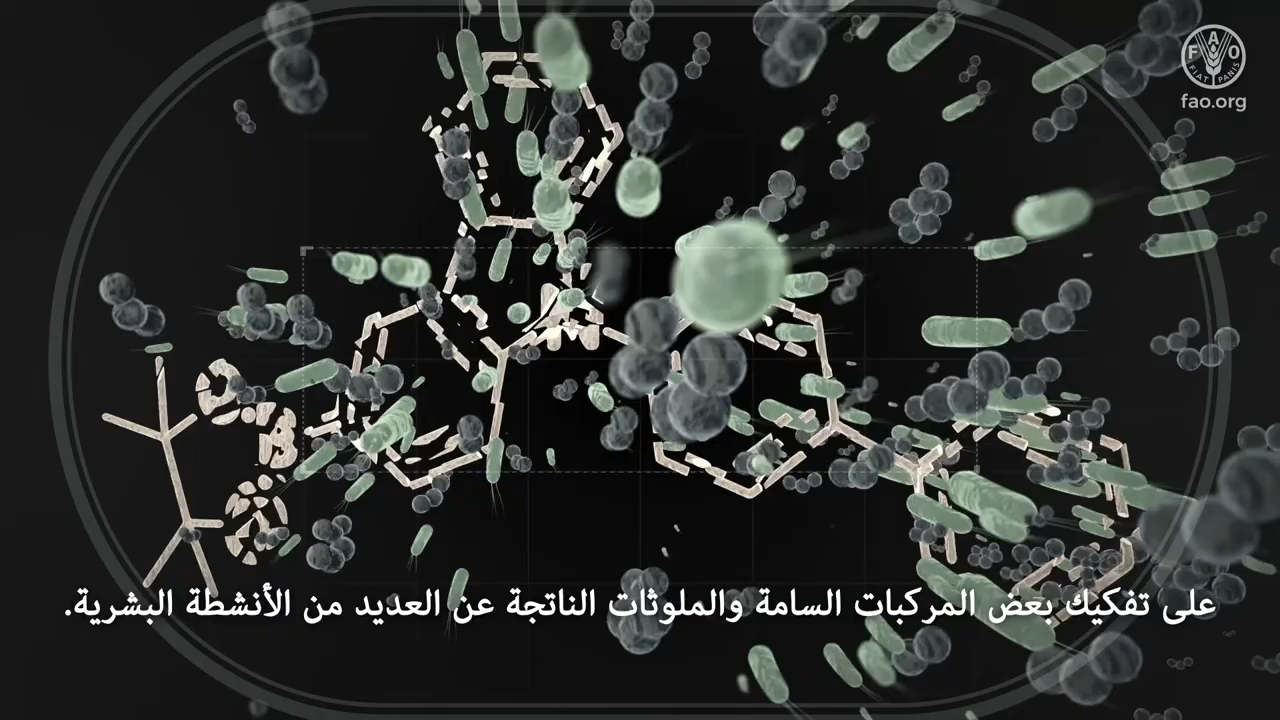 FAO
FIAT PANIS
fao.org
على تفكيك بعض المركبات السامة والملوثات الناتجة عن العديد من الأنشطة البشرية.